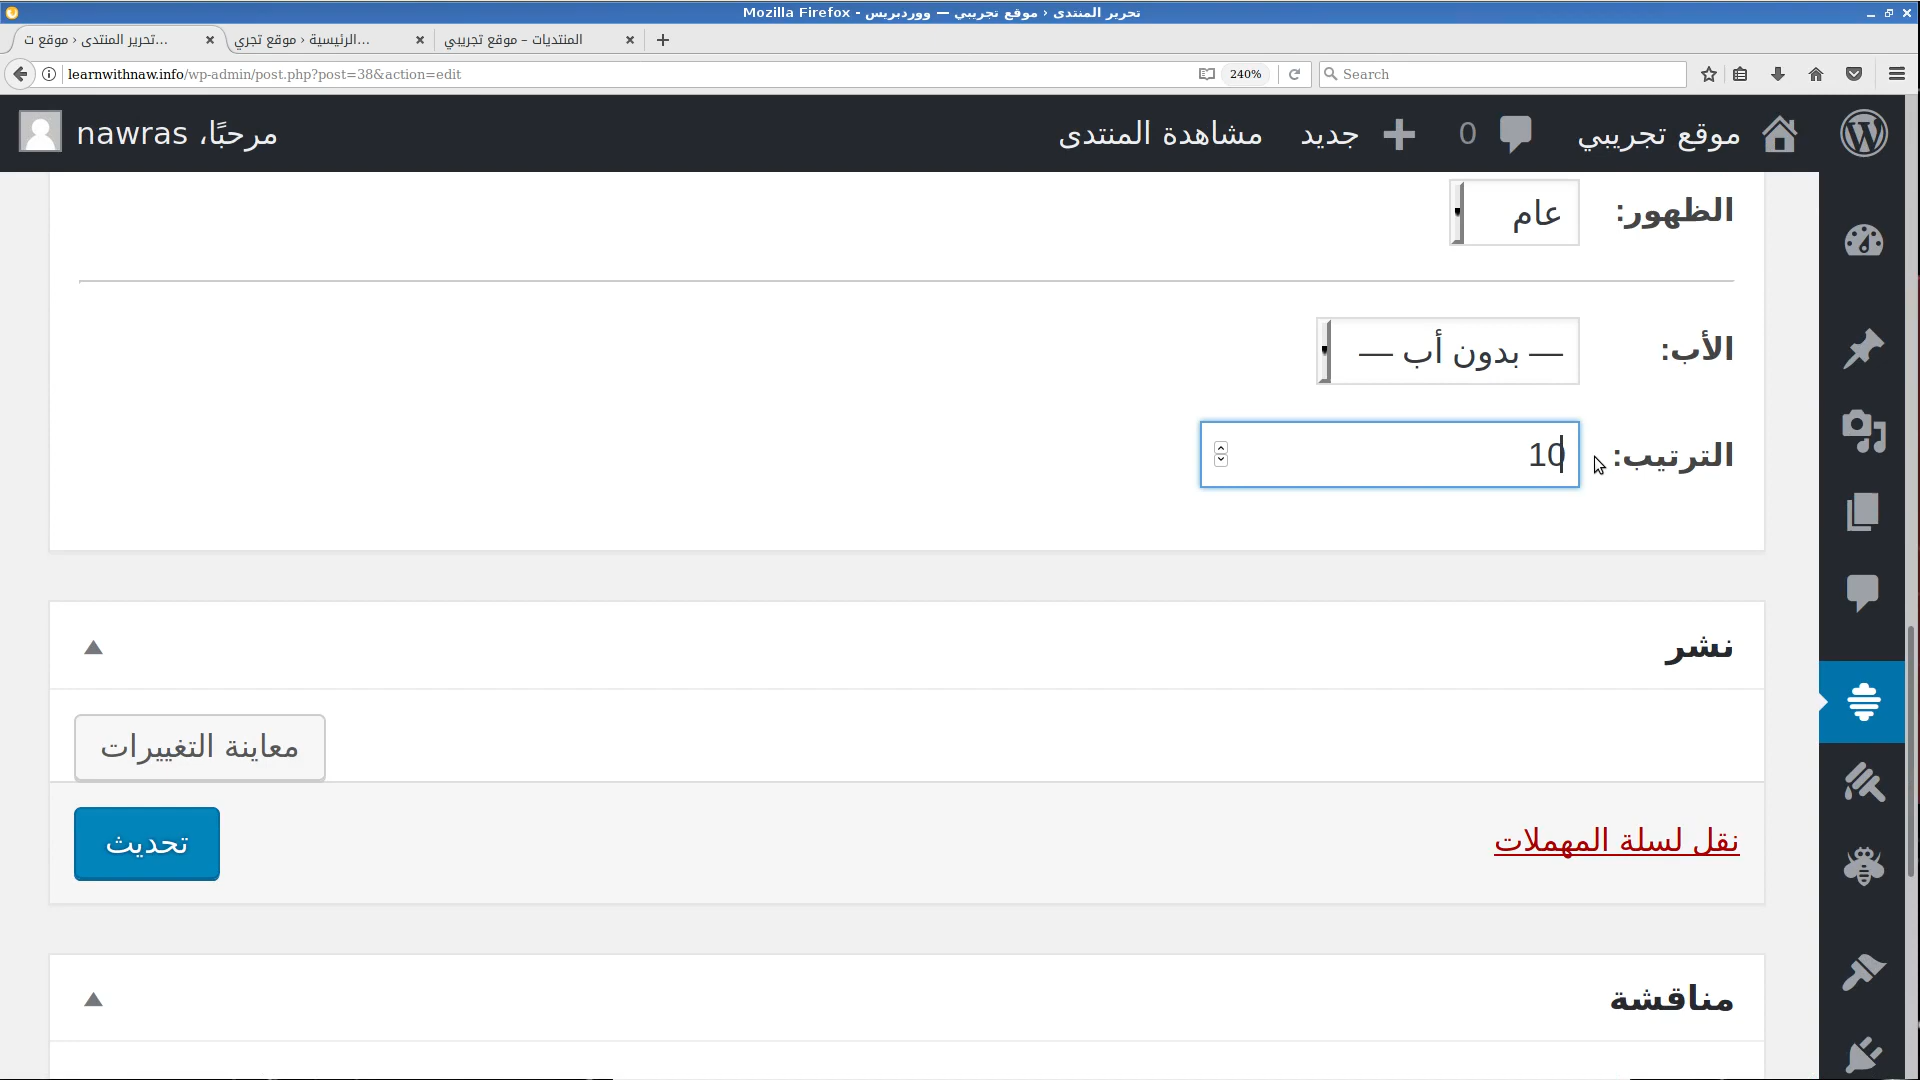 تحرير المنتدى ‹ موقع تجريبي — ووردبريس - Mozilla Firefox
تحرير المنتدى ‹ موقع ت...
الرئيسية ‹ موقع تجري...
المنتديات – موقع تجريبي
learnwithnaw.info/wp-admin/post.php?post=38&action=edit
240%
Search
موقع تجريبي
0
جديد
مشاهدة المنتدى
مرحبًا، nawras
الظهور:
عام
الأب:
— بدون أب —
الترتيب:
10
نشر
معاينة التغييرات
نقل لسلة المهملات
تحديث
مناقشة